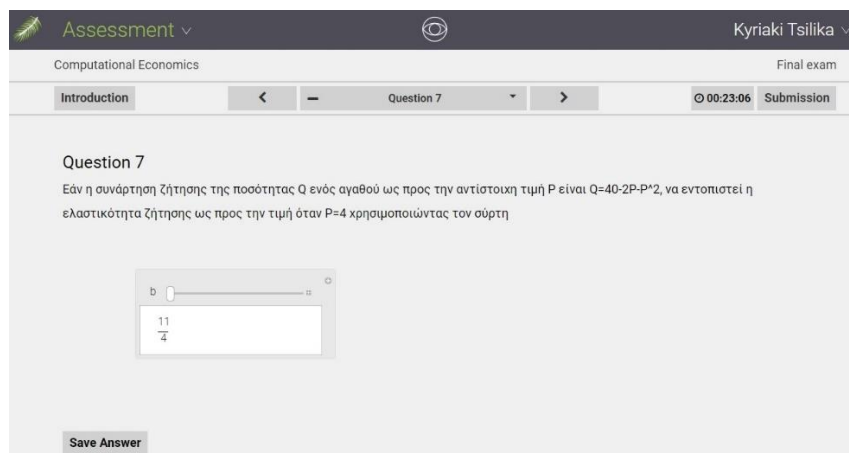 Assessment
Kyriaki Tsilika
Computational Economics
Final exam
Introduction
Question 7
00:23:06
Submission
Question 7
Εάν η συνάρτηση ζήτησης της ποσότητας Q ενός αγαθού ως προς την αντίστοιχη τιμή P είναι Q=40-2P-P^2, να εντοπιστεί η
ελαστικότητα ζήτησης ως προς την τιμή όταν P=4 χρησιμοποιώντας τον σύρτη
b
11
4
Save Answer